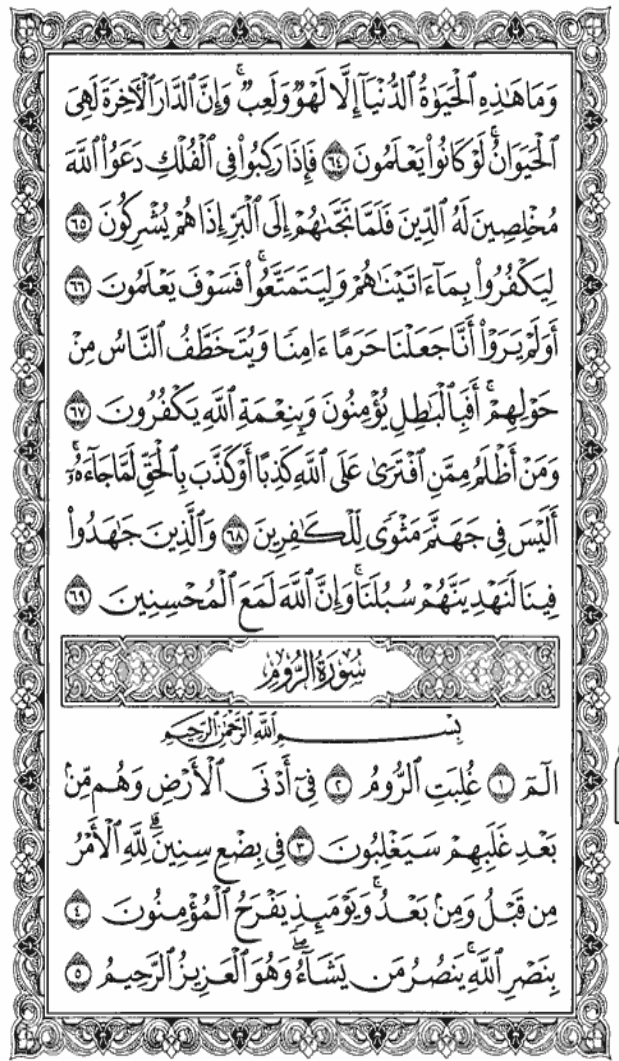 وَمَا هَٰذِهِ ٱلْحَيَوٰةُ ٱلدُّنْيَآ إِلَّا لَهْوٌ وَلَعِبٌ ۚ وَإِنَّ ٱلدَّارَ ٱلْـَٔاخِرَةَ لَهِىَ
ٱلْحَيَوَانُ ۚ لَوْ كَانُوا۟ يَعْلَمُونَ ٦٤ فَإِذَا رَكِبُوا۟ فِى ٱلْفُلْكِ دَعَوُا۟ ٱللَّهَ
مُخْلِصِينَ لَهُ ٱلدِّينَ فَلَمَّا نَجَّىٰهُمْ إِلَى ٱلْبَرِّ إِذَا هُمْ يُشْرِكُونَ ٦٥
لِيَكْفُرُوا۟ بِمَآ ءَاتَيْنَٰهُمْ وَلِيَتَمَتَّعُوا۟ ۖ فَسَوْفَ يَعْلَمُونَ ٦٦
أَوَلَمْ يَرَوْا۟ أَنَّا جَعَلْنَا حَرَمًا ءَامِنًا وَيُتَخَطَّفُ ٱلنَّاسُ مِنْ
حَوْلِهِمْ ۚ أَفَبِٱلْبَٰطِلِ يُؤْمِنُونَ وَبِنِعْمَةِ ٱللَّهِ يَكْفُرُونَ ٦٧
وَمَنْ أَظْلَمُ مِمَّنِ ٱفْتَرَىٰ عَلَى ٱللَّهِ كَذِبًا أَوْ كَذَّبَ بِٱلْحَقِّ لَمَّا جَآءَهُۥٓ ۚ
أَلَيْسَ فِى جَهَنَّمَ مَثْوًى لِّلْكَٰفِرِينَ ٦٨ وَٱلَّذِينَ جَٰهَدُوا۟
فِينَا لَنَهْدِيَنَّهُمْ سُبُلَنَا ۚ وَإِنَّ ٱللَّهَ لَمَعَ ٱلْمُحْسِنِينَ ٦٩
سُورَةُ الرُّومِ
بِسْمِ ٱللَّهِ ٱلرَّحْمَٰنِ ٱلرَّحِيمِ
الٓمٓ ١ غُلِبَتِ ٱلرُّومُ ٢ فِىٓ أَدْنَى ٱلْأَرْضِ وَهُم مِّنۢ
بَعْدِ غَلَبِهِمْ سَيَغْلِبُونَ ٣ فِى بِضْعِ سِنِينَ ۗ لِلَّهِ ٱلْأَمْرُ
مِن قَبْلُ وَمِنۢ بَعْدُ ۚ وَيَوْمَئِذٍ يَفْرَحُ ٱلْمُؤْمِنُونَ ٤
بِنَصْرِ ٱللَّهِ ۚ يَنصُرُ مَن يَشَآءُ ۖ وَهُوَ ٱلْعَزِيزُ ٱلرَّحِيمُ ٥